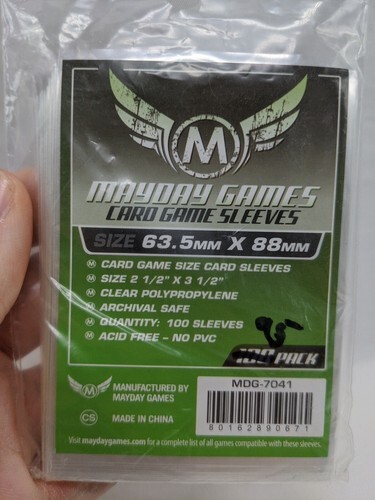 M
MAYDAY GAMES
CARD GAME SLEEVES
SIZE 63.5MM X 88MM
CARD GAME SIZE CARD SLEEVES
SIZE 2 1/2" X 3 1/2"
CLEAR POLYPROPYLENE
ARCHIVAL SAFE
QUANTITY: 100 SLEEVES
ACID FREE – NO PVC
100 PACK
MANUFACTURED BY
MAYDAY GAMES
CS
MADE IN CHINA
MDG-7041
80162890671
Visit maydaygames.com for a complete list of all games compatible with these sleeves.